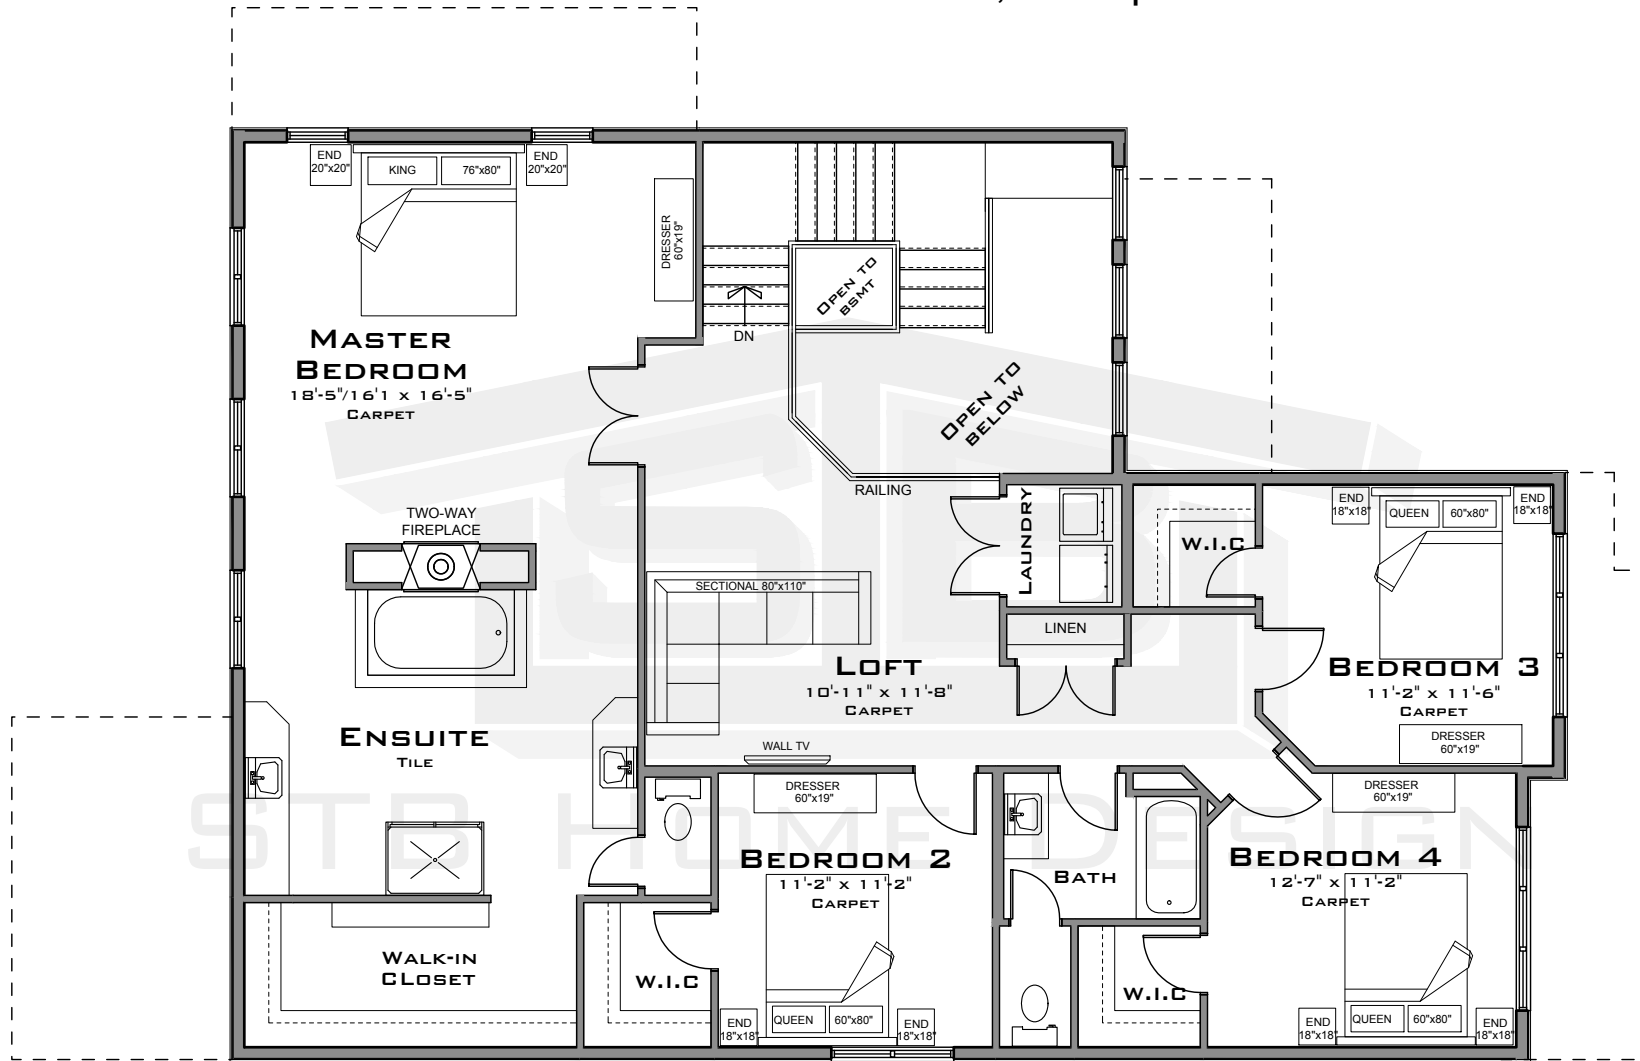 END
20"x20"
KING
76"x80"
END
20"x20"
DRESSER
60"x19"
OPEN TO
BSMT
DN
MASTER
BEDROOM
18'-5"/16'1 x 16'-5"
CARPET
OPEN TO
BELOW
RAILING
TWO-WAY
FIREPLACE
LAUNDRY
W.I.C
END
18"x18"
QUEEN
60"x80"
END
18"x18"
SECTIONAL 80"x110"
LINEN
LOFT
10'-11" x 11'-8"
CARPET
BEDROOM 3
11'-2" x 11'-6"
CARPET
DRESSER
60"x19"
ENSUITE
TILE
WALL TV
DRESSER
60"x19"
DRESSER
60"x19"
STB
STB HOME DESIGN
BEDROOM 2
11'-2" x 11'-2"
CARPET
BATH
BEDROOM 4
12'-7" x 11'-2"
CARPET
WALK-IN
CLOSET
W.I.C
W.I.C
END
18"x18"
QUEEN
60"x80"
END
18"x18"
END
18"x18"
QUEEN
60"x80"
END
18"x18"